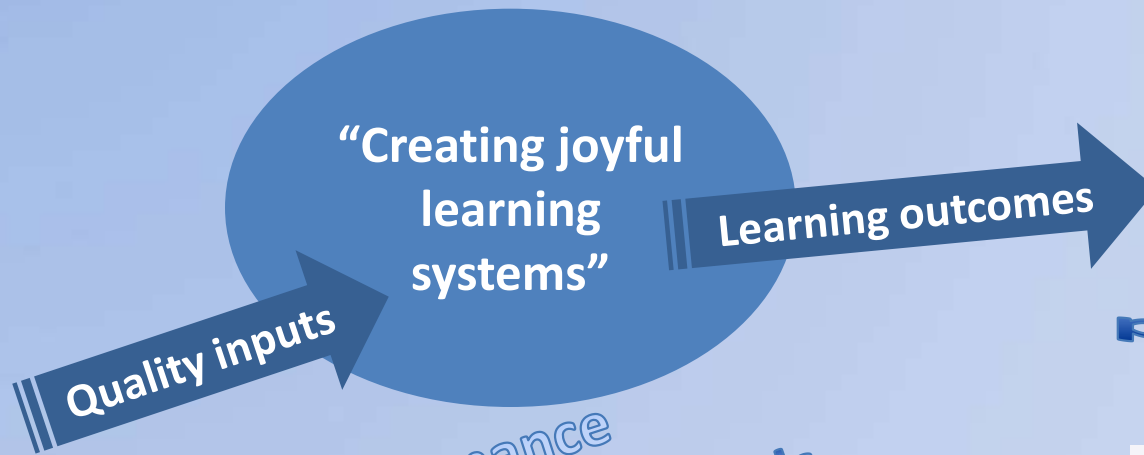 “Creating joyful
learning
systems”
Learning outcomes
Quality inputs